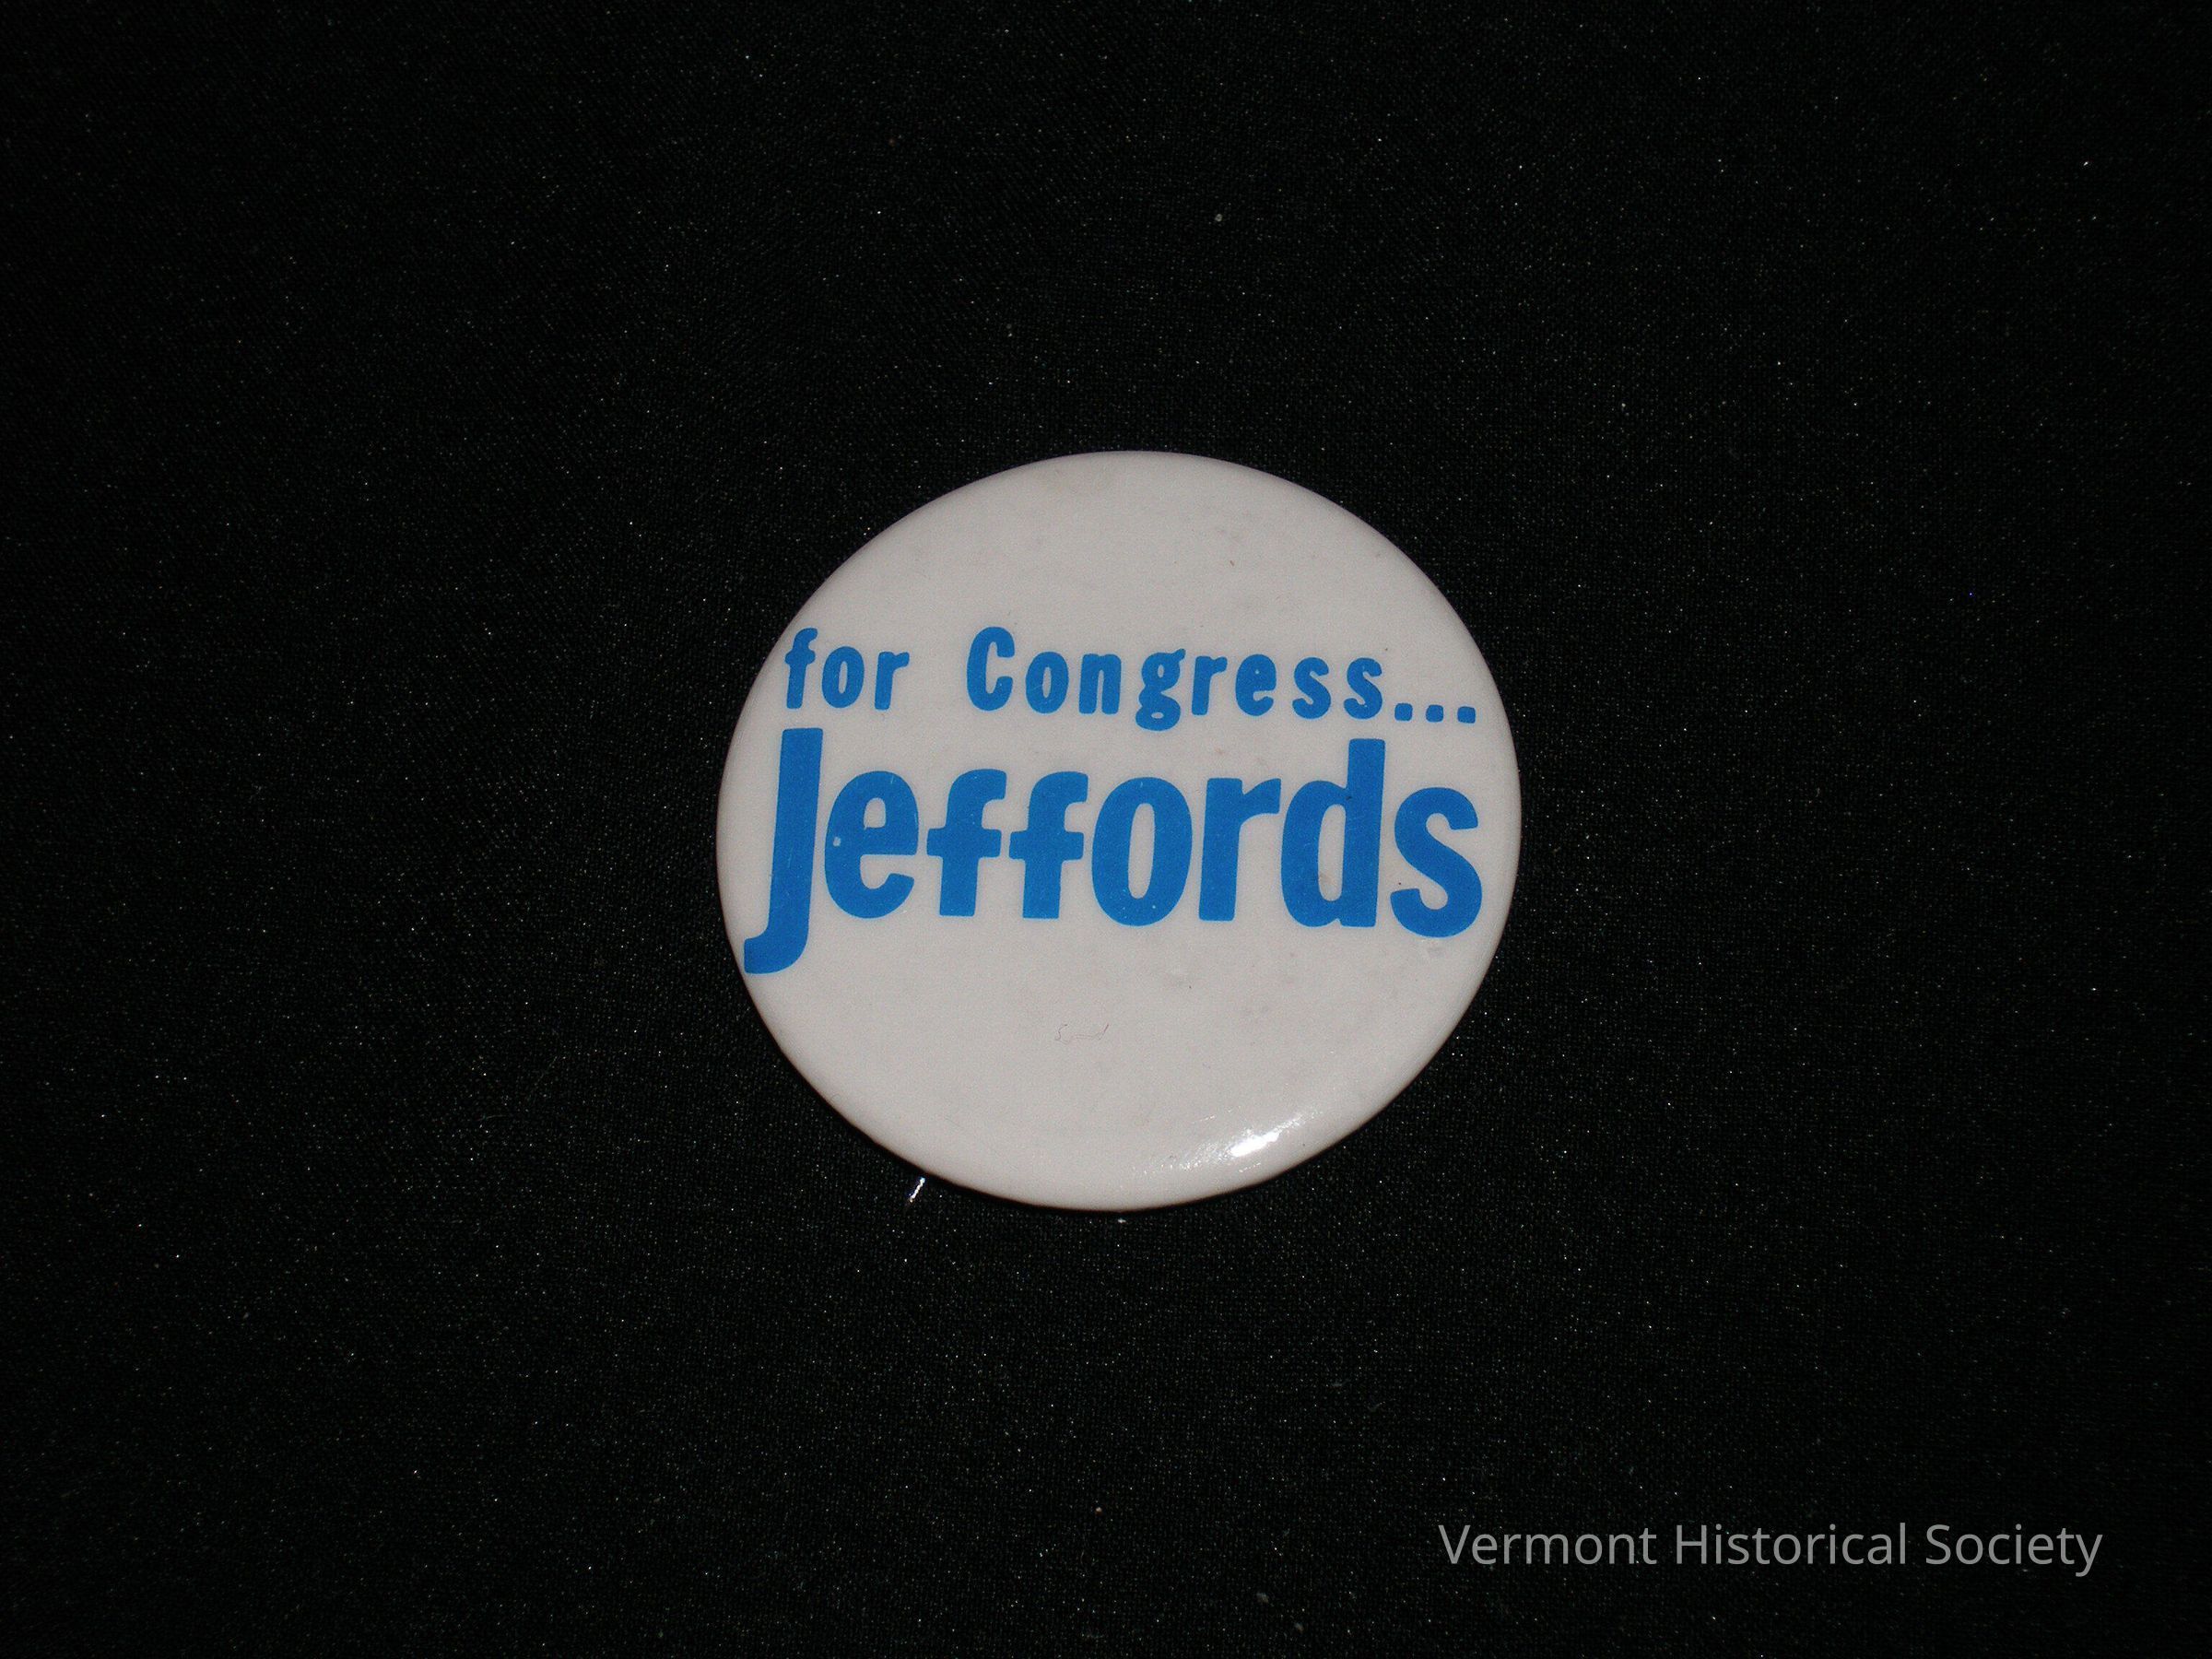 for Congress...
Jeffords
Vermont Historical Society